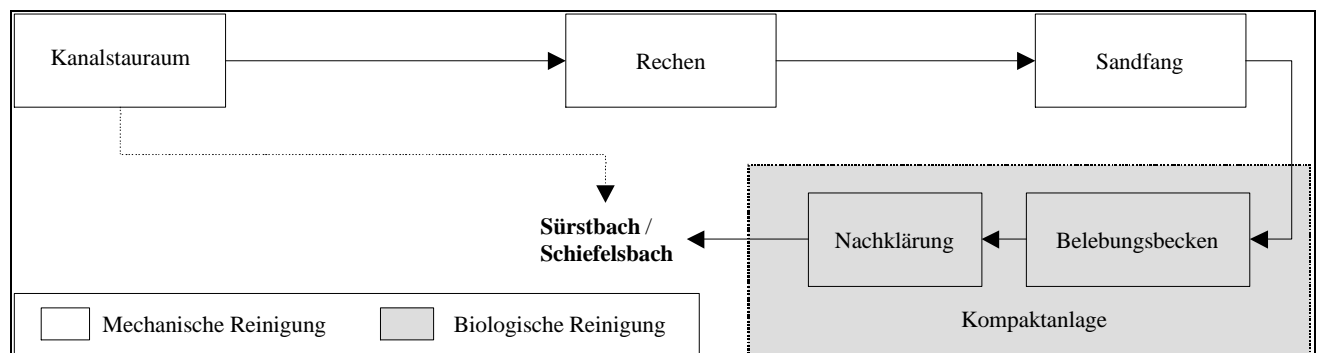 Kanalstauraum
Rechen
Sandfang
Sürstbach /
Schiefelsbach
Nachklärung
Belebungsbecken
Kompaktanlage
Mechanische Reinigung
Biologische Reinigung